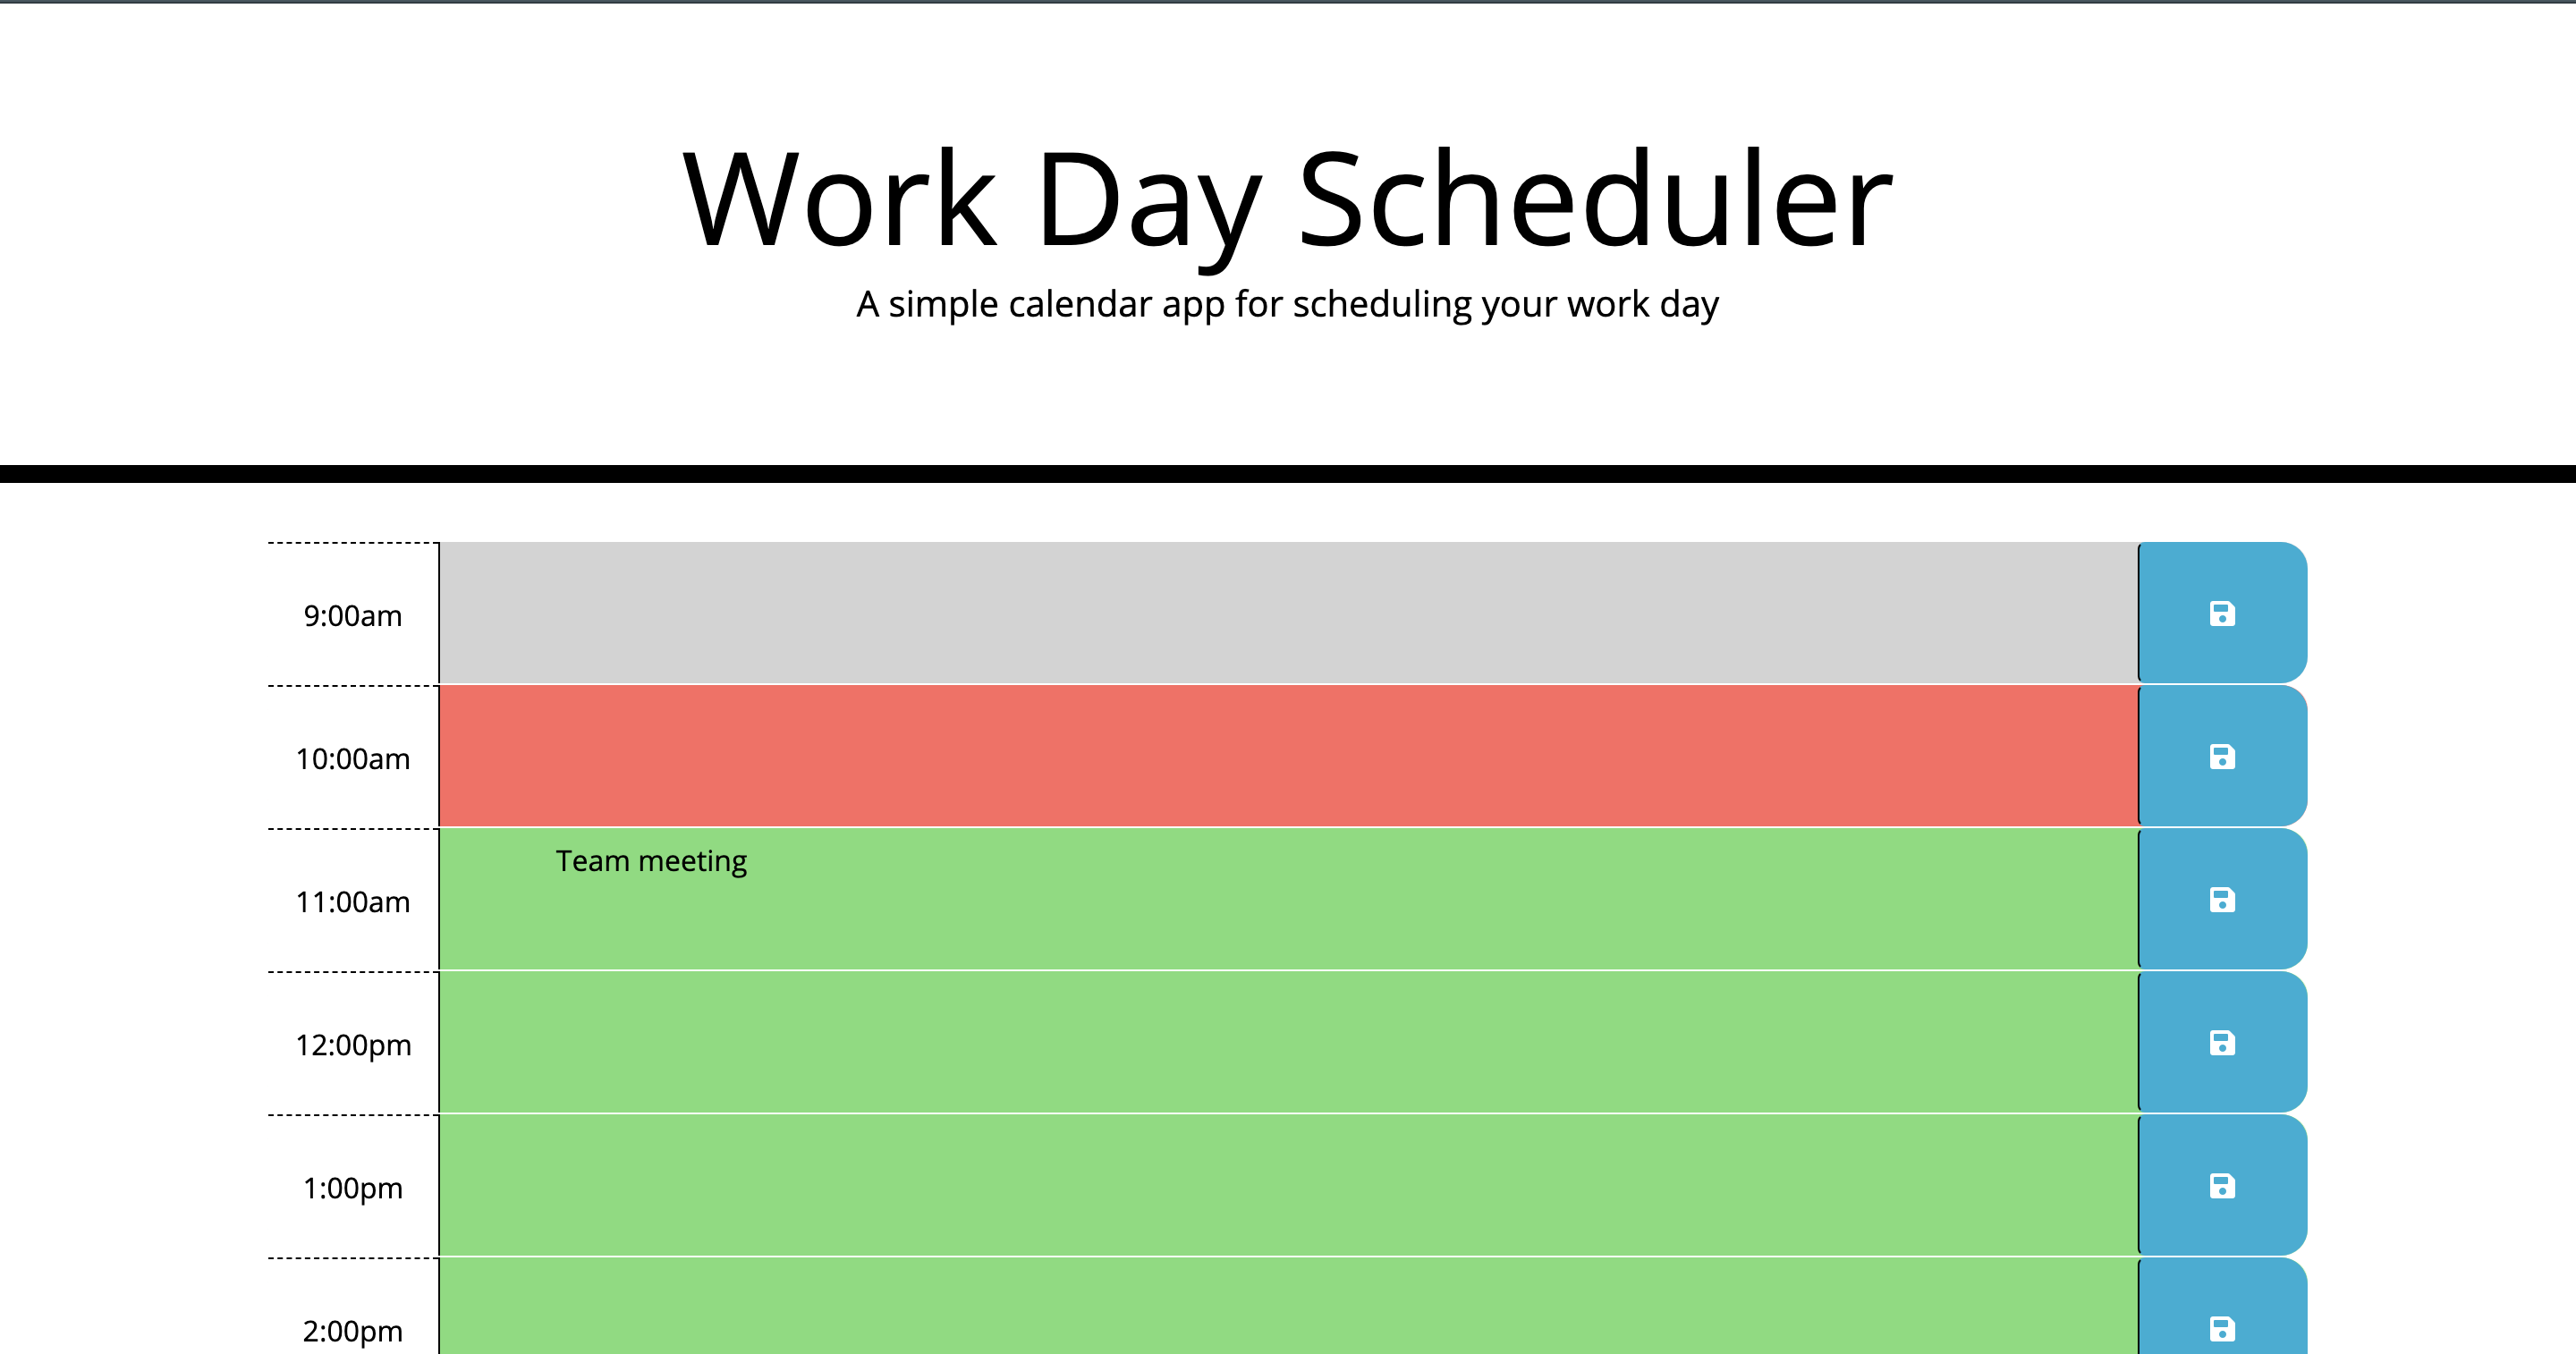 Work Day Scheduler
A simple calendar app for scheduling your work day
9:00am
10:00am
Team meeting
11:00am
12:00pm
1:00pm
2:00pm